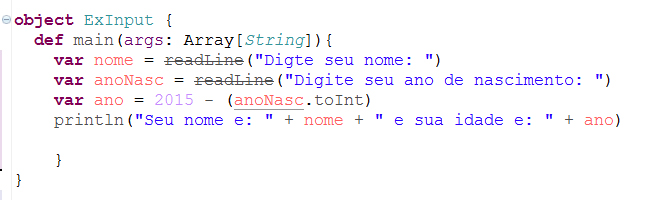 object ExInput {
def main(args: Array[String]){
var nome = readLine("Digte seu nome: ")
var anoNasc = readLine("Digite seu ano de nascimento: ")
var ano = 2015 - (anoNasc.toInt)
println("Seu nome e: " + nome + " e sua idade e: " + ano)
}
}